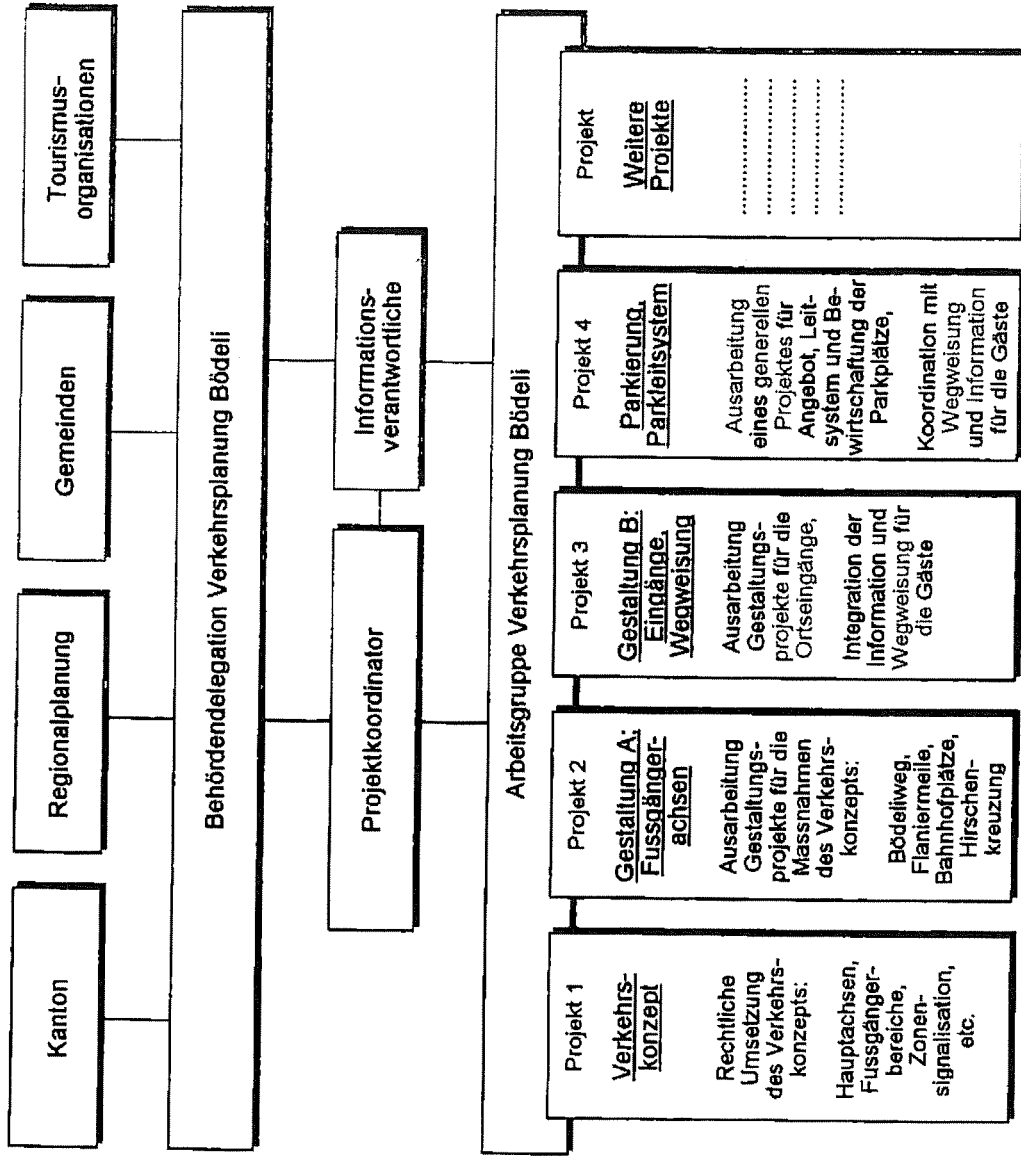 Kanton
Regionalplanung
Gemeinden
Tourismus-
organisationen
Behördendelegation Verkehrsplanung Bödeli
Projektkoordinator
Informations-
verantwortliche
Arbeitsgruppe Verkehrsplanung Bödeli
Projekt 1
Verkehrs-
konzept
Rechtliche
Umsetzung
des Verkehrs-
konzepts:
Hauptachsen,
Fussgänger-
bereiche,
Zonen-
signalisation,
etc.
Projekt 2
Gestaltung A:
Fussgänger-
achsen
Ausarbeitung
Gestaltungs-
projekte für die
Massnahmen
des Verkehrs-
konzepts:
Bödeliweg,
Flaniermeile,
Bahnhofplätze,
Hirschen-
kreuzung
Projekt 3
Gestaltung B:
Eingänge,
Wegweisung
Ausarbeitung
Gestaltungs-
projekte für die
Ortseingänge,
Integration der
Information und
Wegweisung für
die Gäste
Projekt 4
Parkierung,
Parkleitsystem
Ausarbeitung
eines generellen
Projektes für
Angebot, Leit-
system und Be-
wirtschaftung der
Parkplätze,
Koordination mit
Wegweisung
und Information
für die Gäste
Projekt
Weitere
Projekte
........................
........................
........................
........................
........................